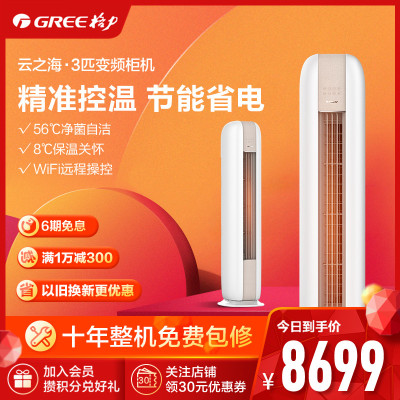 GREE格力
云之海·3匹变频柜机
精准控温 节能省电
56℃净菌自洁
8℃保温关怀
WiFi远程操控
6期免息
减 满1万减300
省 以旧换新更优惠
十年整机免费包修
今日到手价
¥8699
加入会员
攒积分兑好礼
30
关注店铺
领30元优惠券